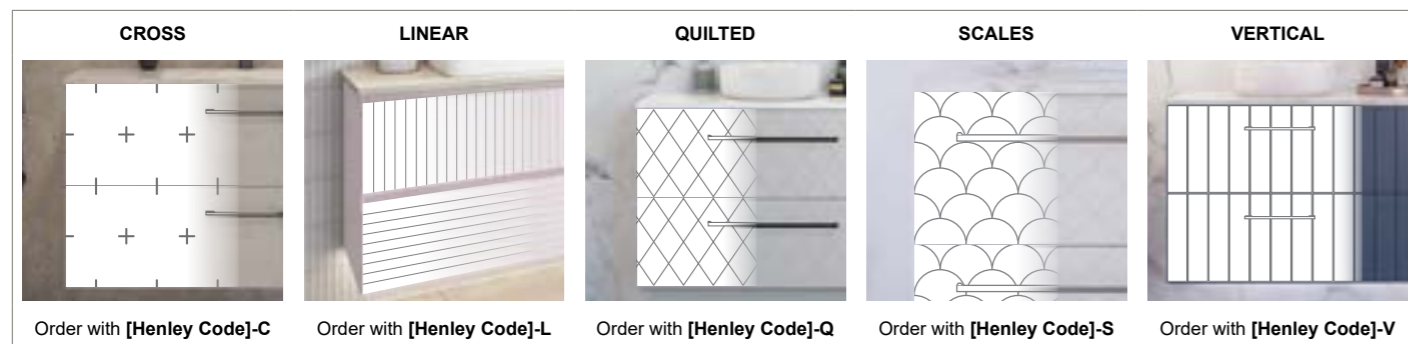 CROSS
LINEAR
QUILTED
SCALES
VERTICAL
Order with [Henley Code]-C
Order with [Henley Code]-L
Order with [Henley Code]-Q
Order with [Henley Code]-S
Order with [Henley Code]-V